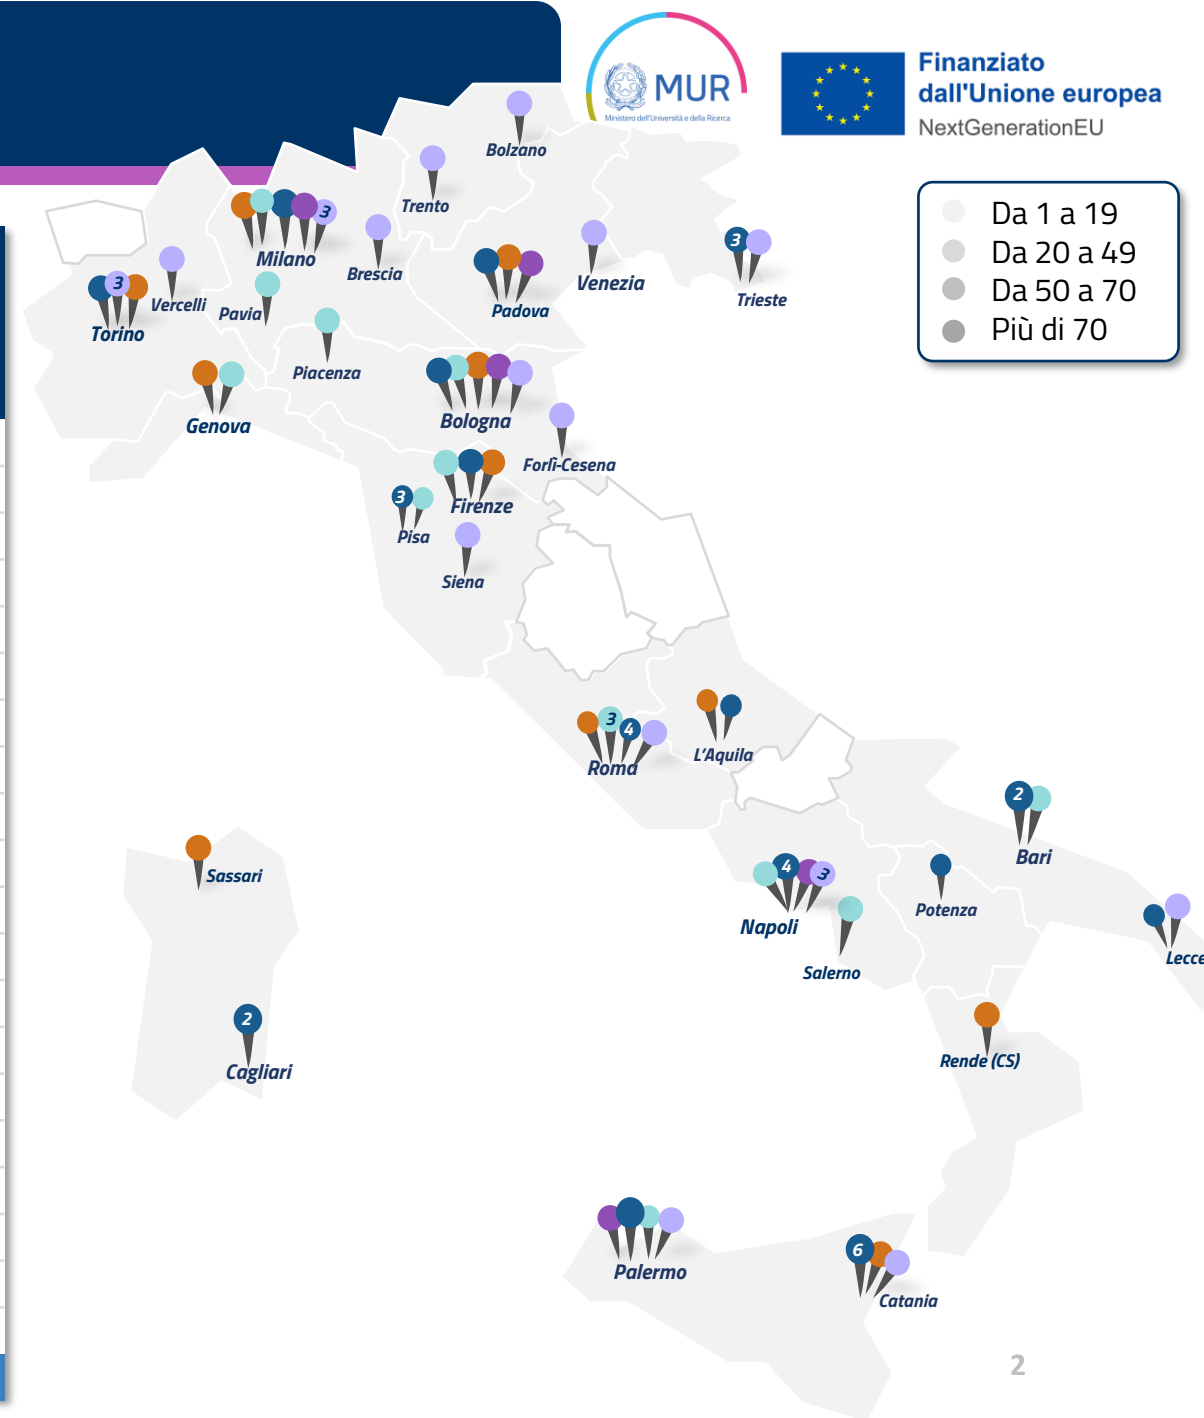 MUR
Ministero dell'Università e della Ricerca
Finanziato
dall'Unione europea
NextGenerationEU
Da 1 a 19
Da 20 a 49
Da 50 a 70
Più di 70
Bolzano
Trento
3
Milano
Brescia
Venezia
3
Trieste
3
Torino
Vercelli
Pavia
Padova
Piacenza
Genova
Bologna
Forlì-Cesena
Firenze
3
Pisa
Siena
3
4
Roma
L'Aquila
2
Bari
Sassari
4
3
Napoli
Potenza
Salerno
Lecce
2
Cagliari
Rende (CS)
Palermo
6
Catania
2